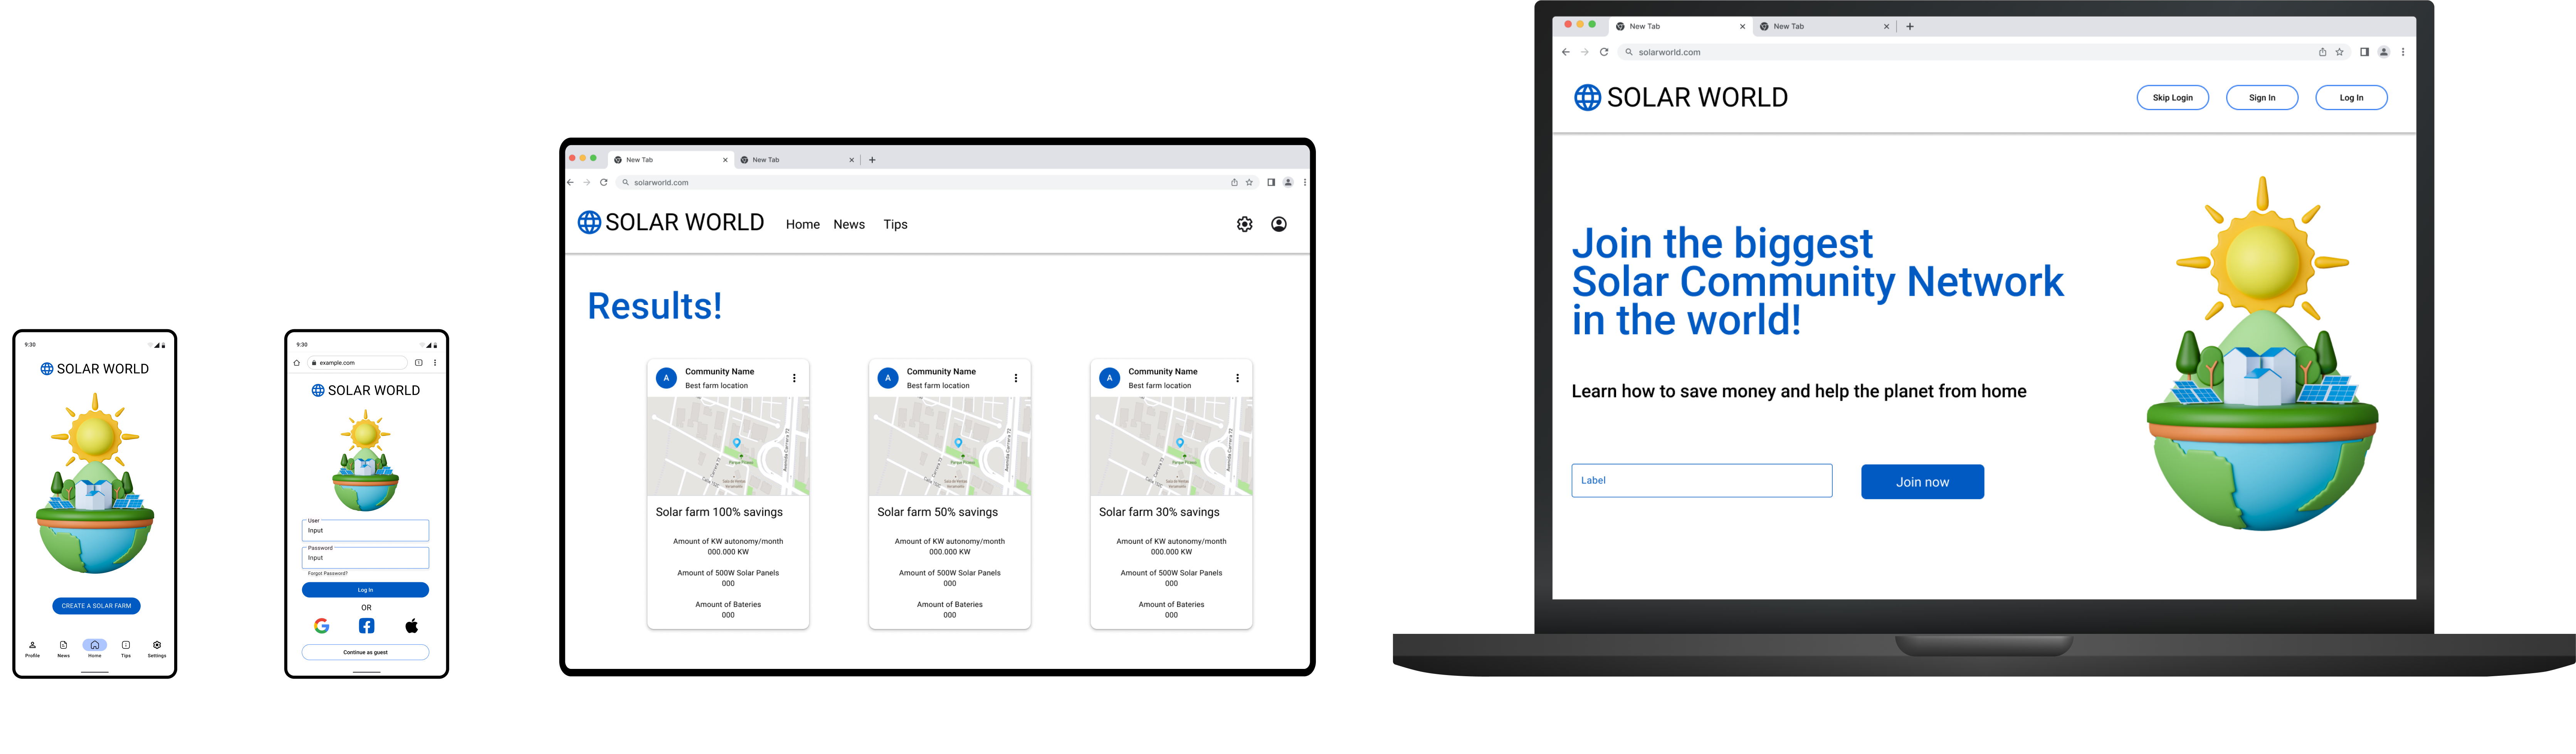 9:30
SOLAR WORLD
CREATE A SOLAR FARM
Profile News Home Tips Settings
9:30
example.com
SOLAR WORLD
User
Input
Password
Input
Forgot Password?
Log In
OR
Continue as guest
New Tab New Tab
solarworld.com
SOLAR WORLD Home News Tips
Results!
A Community Name
Best farm location
Parque Polideportivo
Solar farm 100% savings
Amount of KW autonomy/month
000.000 KW
Amount of 500W Solar Panels
000
Amount of Bateries
000
A Community Name
Best farm location
Solar farm 50% savings
Amount of KW autonomy/month
000.000 KW
Amount of 500W Solar Panels
000
Amount of Bateries
000
A Community Name
Best farm location
Solar farm 30% savings
Amount of KW autonomy/month
000.000 KW
Amount of 500W Solar Panels
000
Amount of Bateries
000
New Tab New Tab
solarworld.com
SOLAR WORLD Skip Login Sign In Log In
Join the biggest
Solar Community Network
in the world!
Learn how to save money and help the planet from home
Label Join now